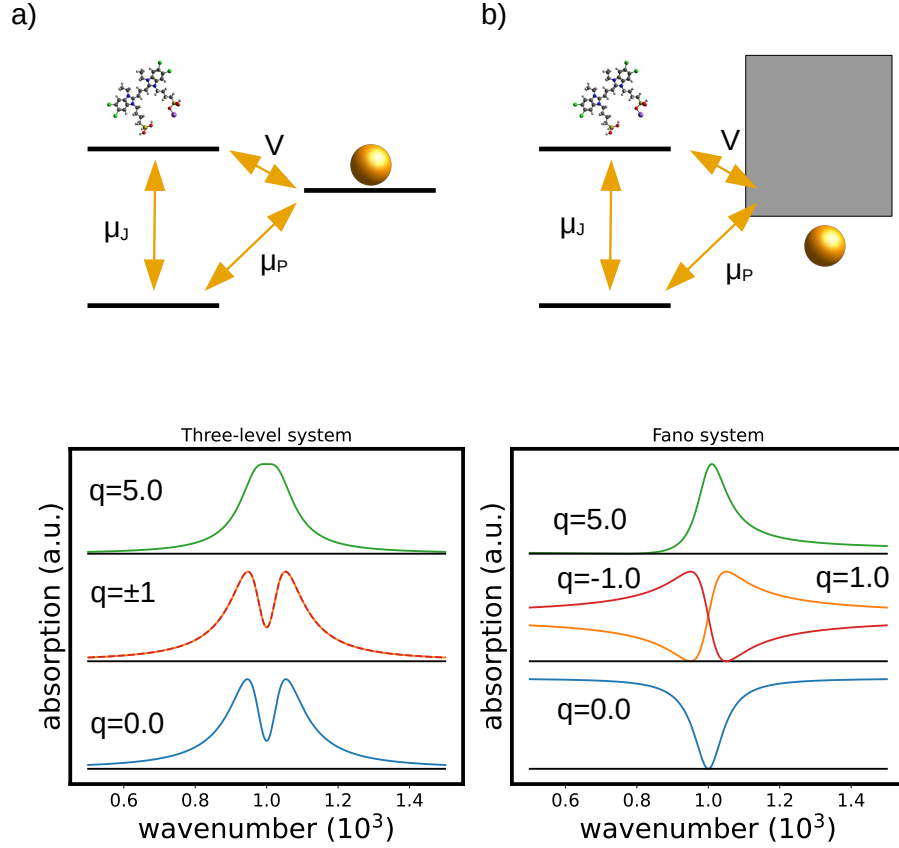 a)
b)
V
μJ
μP
V
μJ
μP
Three-level system
q=5.0
q=±1
q=0.0
absorption (a.u.)
0.6 0.8 1.0 1.2 1.4
wavenumber (10³)
Fano system
q=5.0
q=-1.0
q=1.0
q=0.0
absorption (a.u.)
0.6 0.8 1.0 1.2 1.4
wavenumber (10³)